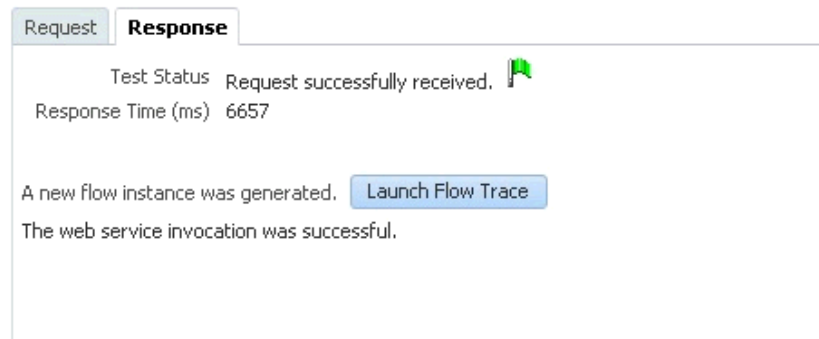 Request Response
Test Status Request successfully received.
Response Time (ms) 6657
A new flow instance was generated. Launch Flow Trace
The web service invocation was successful.